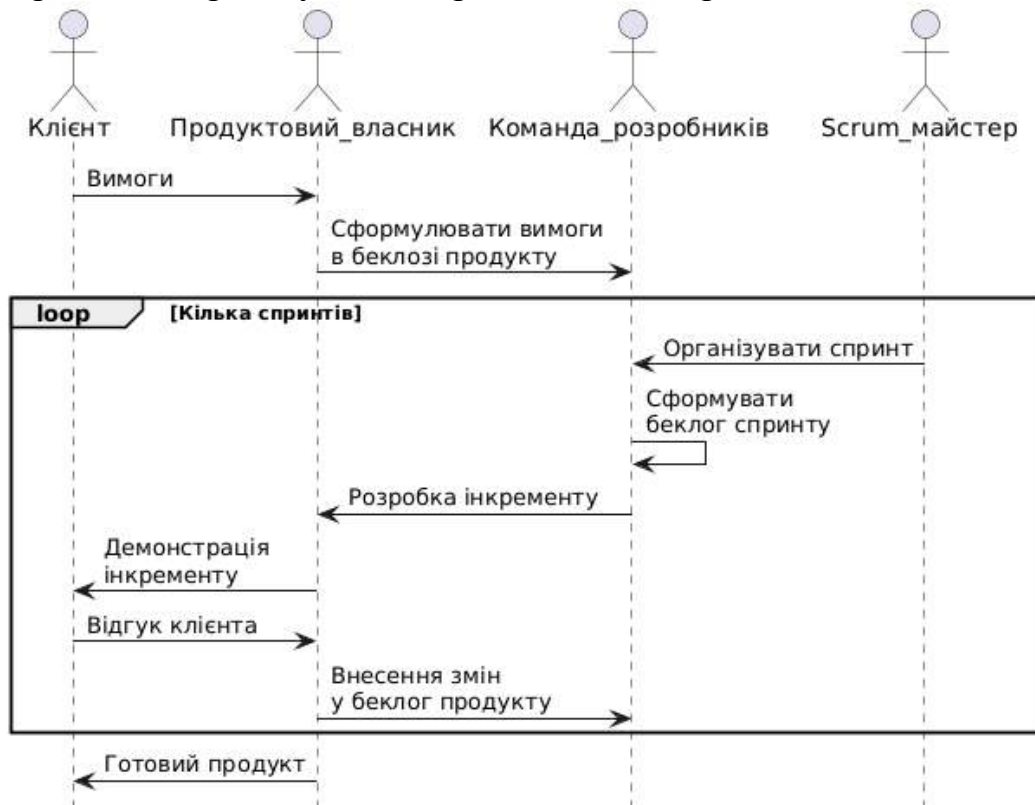 Клієнт
Продуктовий_власник
Команда_розробників
Scrum_майстер
Вимоги
Сформулювати вимоги
в беклозі продукту
loop
[Кілька спринтів]
Організувати спринт
Сформувати
беклог спринту
Розробка інкременту
Демонстрація
інкременту
Відгук клієнта
Внесення змін
у беклог продукту
Готовий продукт